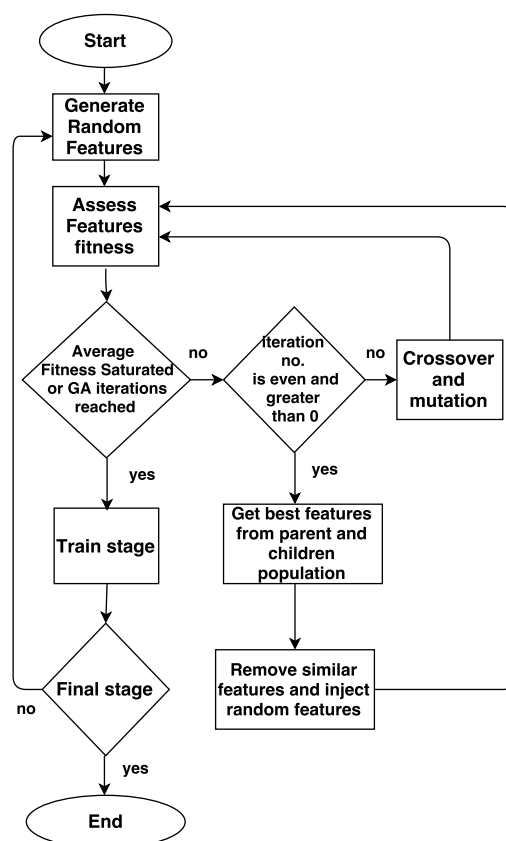 Start
Generate
Random
Features
Assess
Features
fitness
Average
Fitness Saturated
or GA iterations
reached
no
iteration
no.
is even and
greater
than 0
no
Crossover
and
mutation
yes
yes
Train stage
Get best features
from parent and
children
population
Final stage
no
yes
Remove similar
features and inject
random features
End